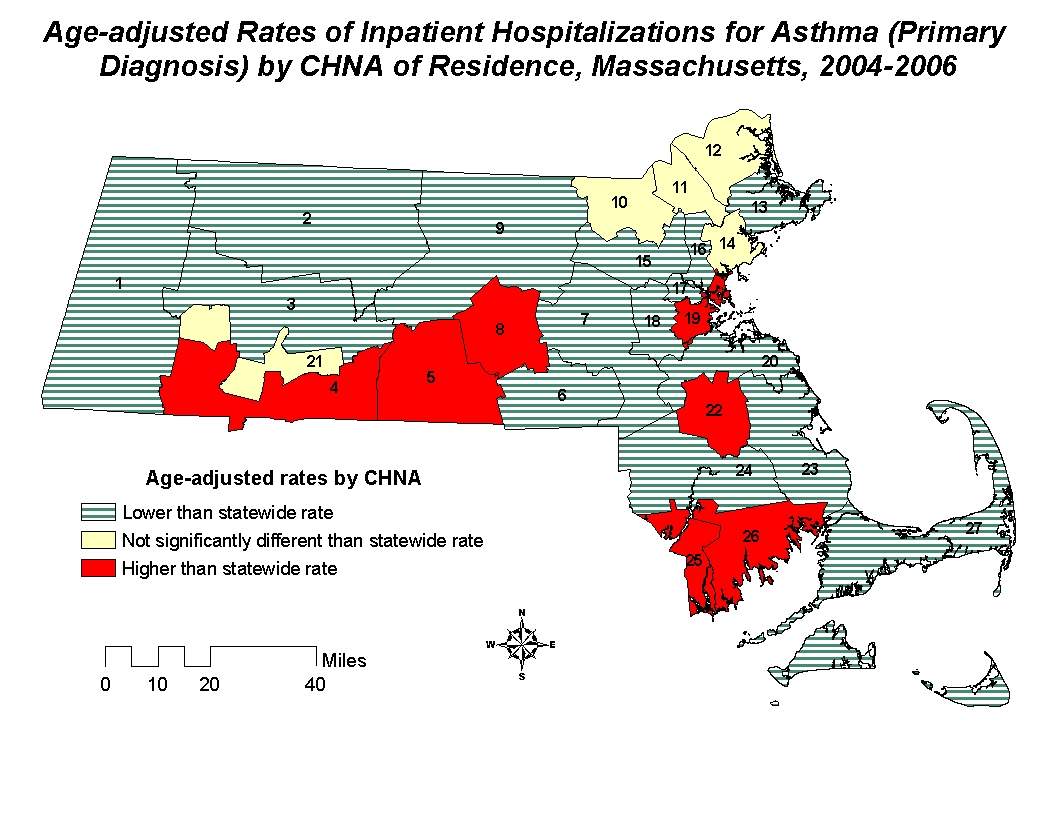 Age-adjusted Rates of Inpatient Hospitalizations for Asthma (Primary
Diagnosis) by CHNA of Residence, Massachusetts, 2004-2006
12
11
10
13
2
9
14
16
15
1
17
3
7
18
19
8
21
20
5
4
6
22
24
23
27
26
25
Age-adjusted rates by CHNA
Lower than statewide rate
Not significantly different than statewide rate
Higher than statewide rate
N
W
E
S
Miles
0 10 20 40